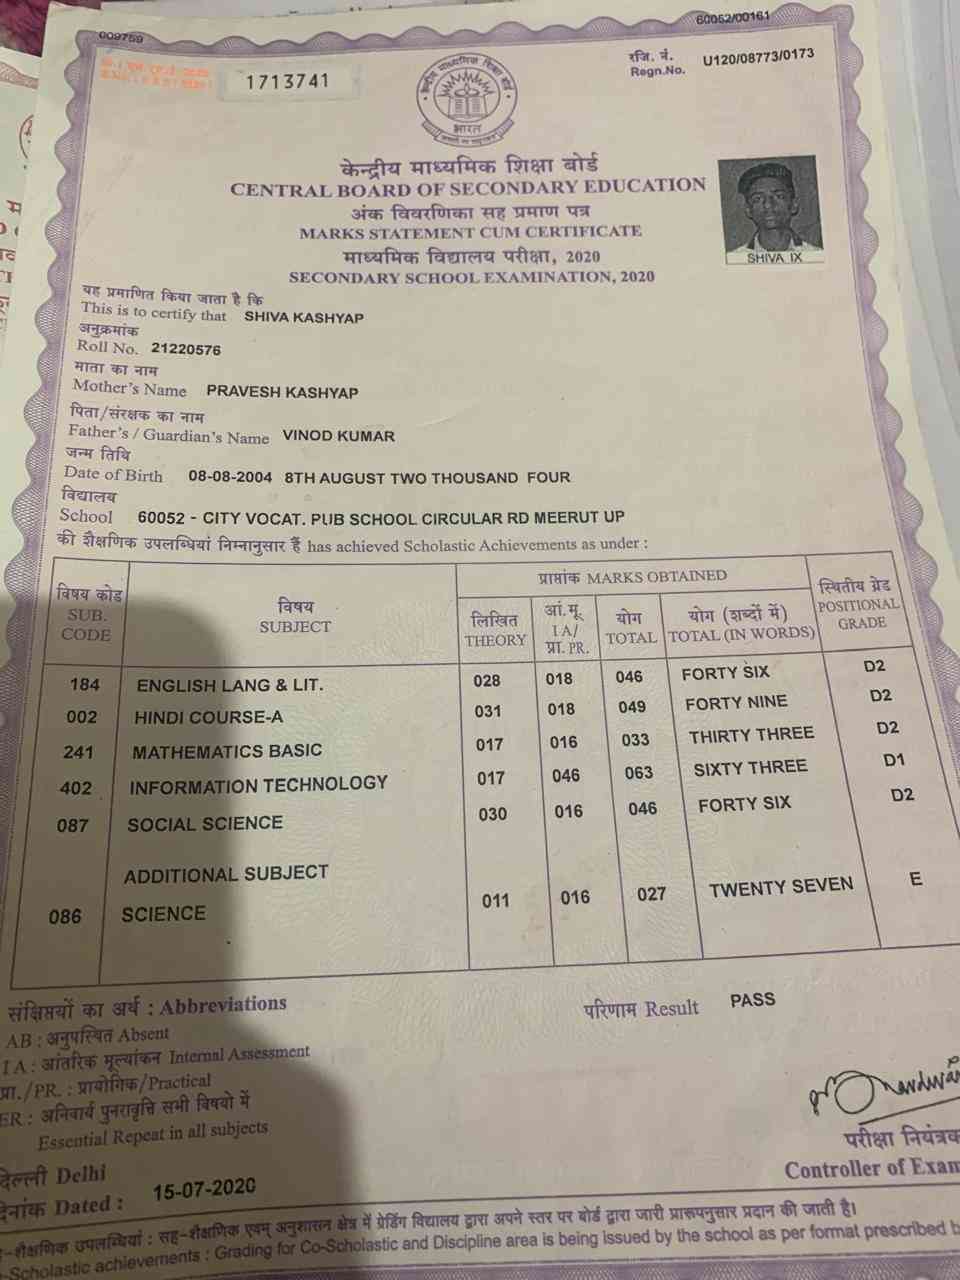 009759
60052/00161
1713741
रजि. नं.
Regn.No. U120/08773/0173
भारत
केन्द्रीय माध्यमिक शिक्षा बोर्ड
CENTRAL BOARD OF SECONDARY EDUCATION
अंक विवरणिका सह प्रमाण पत्र
MARKS STATEMENT CUM CERTIFICATE
माध्यमिक विद्यालय परीक्षा, 2020
SECONDARY SCHOOL EXAMINATION, 2020
SHIVA IX
यह प्रमाणित किया जाता है कि
This is to certify that SHIVA KASHYAP
अनुक्रमांक
Roll No. 21220576
माता का नाम
Mother's Name PRAVESH KASHYAP
पिता/संरक्षक का नाम
Father's / Guardian's Name VINOD KUMAR
जन्म तिथि
Date of Birth 08-08-2004 8TH AUGUST TWO THOUSAND FOUR
विद्यालय
School 60052 - CITY VOCAT. PUB SCHOOL CIRCULAR RD MEERUT UP
की शैक्षणिक उपलब्धियां निम्नानुसार हैं has achieved Scholastic Achievements as under :
विषय कोड
SUB. CODE
विषय
SUBJECT
प्राप्तांक MARKS OBTAINED
लिखित
THEORY
आं.मू.
I A/
प्रा. PR.
योग
TOTAL
योग (शब्दों में)
TOTAL (IN WORDS)
स्थितीय ग्रेड
POSITIONAL
GRADE
184 ENGLISH LANG & LIT. 028 018 046 FORTY SIX D2
002 HINDI COURSE-A 031 018 049 FORTY NINE D2
241 MATHEMATICS BASIC 017 016 033 THIRTY THREE D2
402 INFORMATION TECHNOLOGY 017 046 063 SIXTY THREE D1
087 SOCIAL SCIENCE 030 016 046 FORTY SIX D2
ADDITIONAL SUBJECT
086 SCIENCE 011 016 027 TWENTY SEVEN E
संक्षिप्तयों का अर्थ : Abbreviations
परिणाम Result PASS
AB : अनुपस्थित Absent
I A : आंतरिक मूल्यांकन Internal Assessment
प्रा./PR. : प्रायोगिक/Practical
ER : अनिवार्य पुनरावृत्ति सभी विषयो में
Essential Repeat in all subjects
दिल्ली Delhi
दिनांक Dated : 15-07-2020
परीक्षा नियंत्रक
Controller of Exam
शैक्षणिक उपलब्धियां : सह-शैक्षणिक एवम् अनुशासन क्षेत्र में ग्रेडिंग विद्यालय द्वारा अपने स्तर पर बोर्ड द्वारा जारी प्रारूपनुसार प्रदान की जाती है।
Scholastic achievements : Grading for Co-Scholastic and Discipline area is being issued by the school as per format prescribed b